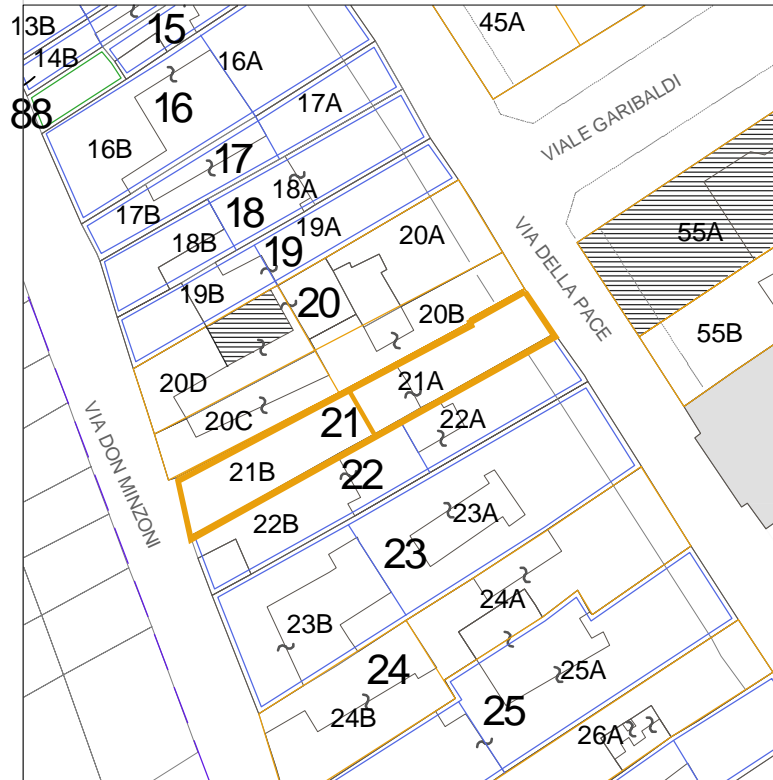 13B
15
45A
14B
16A
88
16
17A
VIALE GARIBALDI
16B
17
18A
17B
18
18B
19A
19
20A
55A
VIA DELLA PACE
19B
20
20B
55B
20D
21A
20C
21
22A
VIA DON MINZONI
21B
22
22B
23A
23
23B
24A
24
25A
24B
25
26A